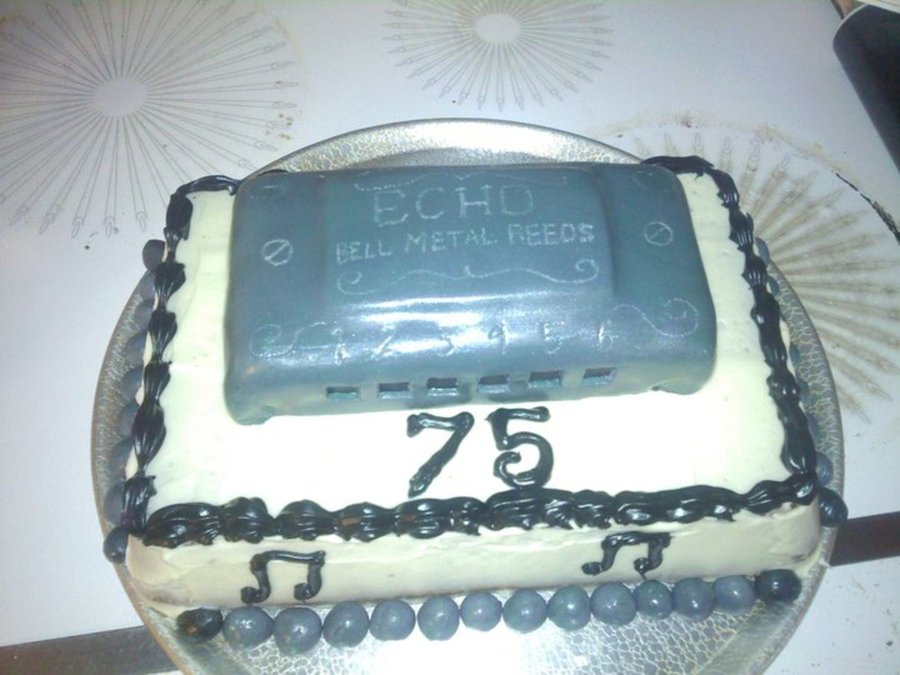 ECHO
BELL METAL REEDS
1 2 3 4 5 6
75